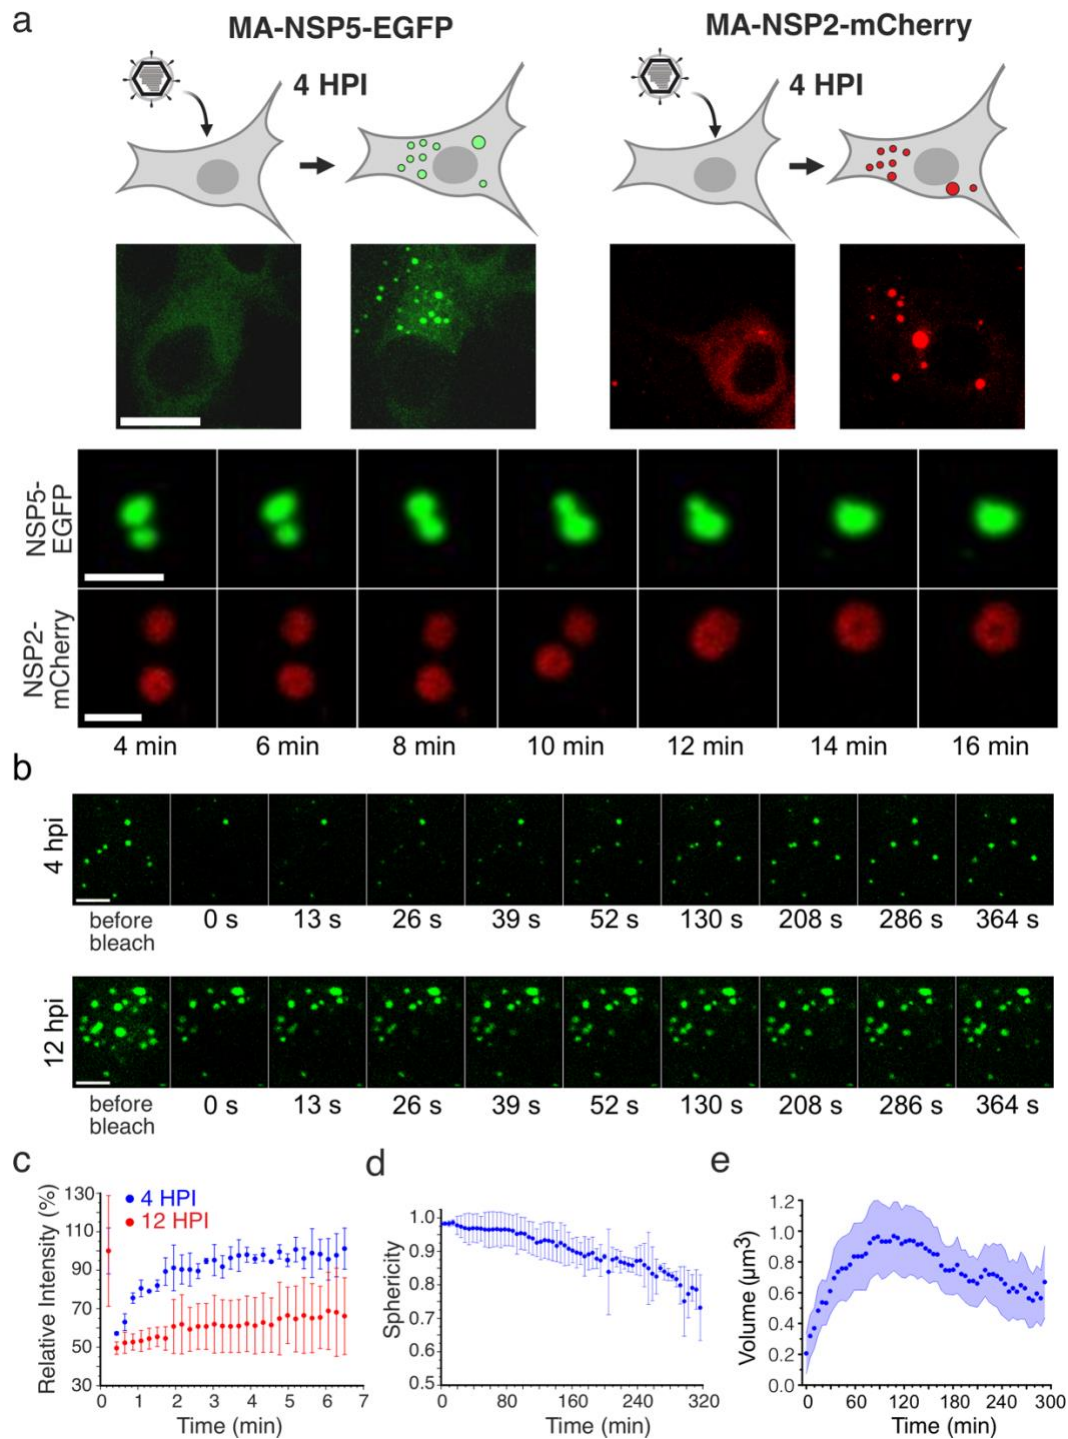 a
MA-NSP5-EGFP
MA-NSP2-mCherry
4 HPI
4 HPI
NSP5-
EGFP
NSP2-
mCherry
4 min
6 min
8 min
10 min
12 min
14 min
16 min
b
4 hpi
before
bleach
0 s
13 s
26 s
39 s
52 s
130 s
208 s
286 s
364 s
12 hpi
before
bleach
0 s
13 s
26 s
39 s
52 s
130 s
208 s
286 s
364 s
c
Relative Intensity (%)
130
110
90
70
50
30
4 HPI
12 HPI
0
1
2
3
4
5
6
7
Time (min)
d
Sphericity
1.0
0.9
0.8
0.7
0.6
0.5
0
80
160
240
320
Time (min)
e
Volume (µm3)
1.2
1.0
0.8
0.6
0.4
0.2
0.0
0
60
120
180
240
300
Time (min)